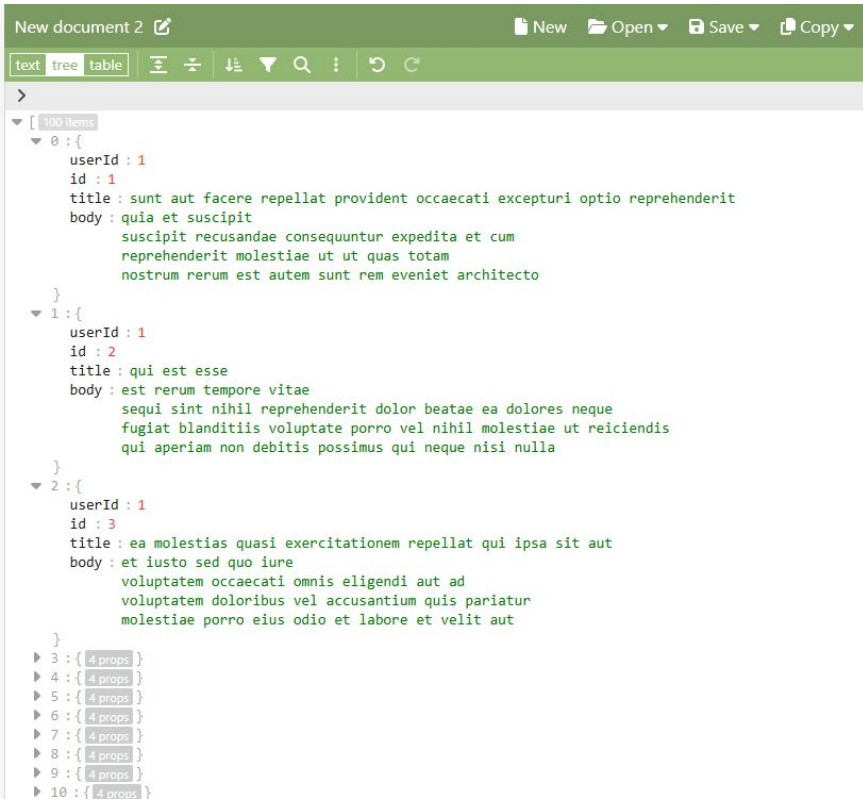 New document 2 New Open Save Copy
text tree table
[ 100 items
0 : {
userId : 1
id : 1
title : sunt aut facere repellat provident occaecati excepturi optio reprehenderit
body : quia et suscipit
suscipit recusandae consequuntur expedita et cum
reprehenderit molestiae ut ut quas totam
nostrum rerum est autem sunt rem eveniet architecto
}
1 : {
userId : 1
id : 2
title : qui est esse
body : est rerum tempore vitae
sequi sint nihil reprehenderit dolor beatae ea dolores neque
fugiat blanditiis voluptate porro vel nihil molestiae ut reiciendis
qui aperiam non debitis possimus qui neque nisi nulla
}
2 : {
userId : 1
id : 3
title : ea molestias quasi exercitationem repellat qui ipsa sit aut
body : et iusto sed quo iure
voluptatem occaecati omnis eligendi aut ad
voluptatem doloribus vel accusantium quis pariatur
molestiae porro eius odio et labore et velit aut
}
3 : { 4 props }
4 : { 4 props }
5 : { 4 props }
6 : { 4 props }
7 : { 4 props }
8 : { 4 props }
9 : { 4 props }
10 : { 4 props }